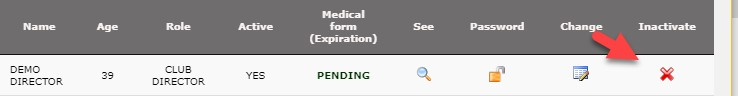 Name Age Role Active Medical form (Expiration) See Password Change Inactivate
DEMO DIRECTOR 39 CLUB DIRECTOR YES PENDING